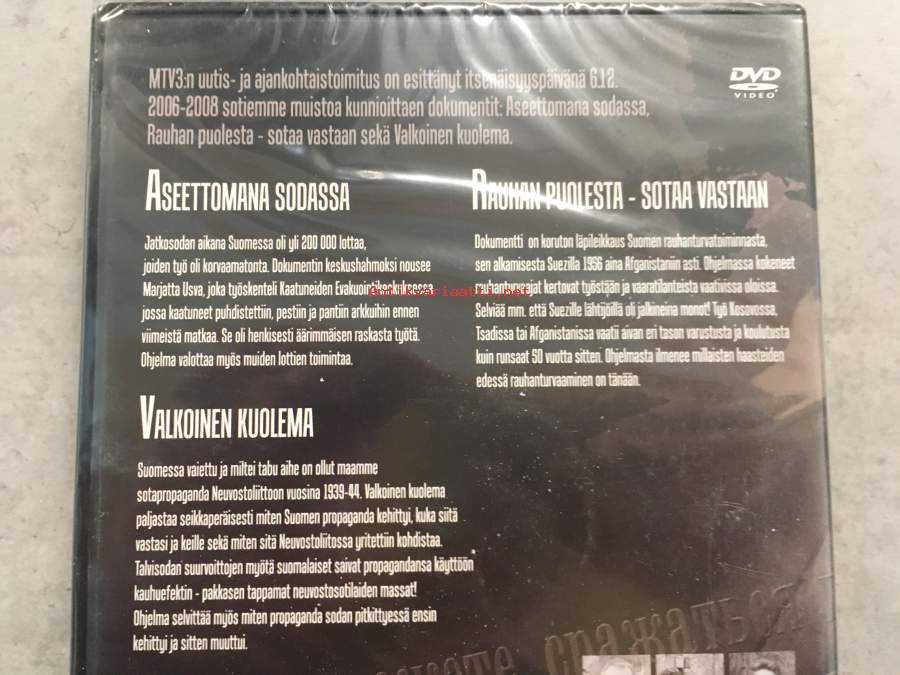 MTV3:n uutis- ja ajankohtaistoimitus on esittänyt itsenäisyyspäivänä 6.12.
2006-2008 sotiemme muistoa kunnioittaen dokumentit: Aseettomana sodassa,
Rauhan puolesta - sotaa vastaan sekä Valkoinen kuolema.
DVD
VIDEO
ASEETTOMANA SODASSA
Jatkosodan aikana Suomessa oli yli 200 000 lottaa,
joiden työ oli korvaamatonta. Dokumentin keskushahmoksi nousee
Marjatta Usva, joka työskenteli Kaatuneiden Evakuointikeskuksessa
jossa kaatuneet puhdistettiin, pestiin ja pantiin arkkuihin ennen
viimeistä matkaa. Se oli henkisesti äärimmäisen raskasta työtä.
Ohjelma valottaa myös muiden lottien toimintaa.
RAUHAN PUOLESTA - SOTAA VASTAAN
Dokumentti on koruton läpileikkaus Suomen rauhanturvatoiminnasta,
sen alkamisesta Suezilla 1956 aina Afganistaniin asti. Ohjelmassa kokeneet
rauhanturvaajat kertovat työstään ja vaaratilanteista vaativissa oloissa.
Selviää mm. että Suezille lähtijöillä oli jalkineina monot! Työ Kosovossa,
Tsadissa tai Afganistanissa vaatii aivan eri tason varustusta ja koulutusta
kuin runsaat 50 vuotta sitten. Ohjelmasta ilmenee millaisten haasteiden
edessä rauhanturvaaminen on tänään.
antikvariaatti.net
VALKOINEN KUOLEMA
Suomessa vaiettu ja miltei tabu aihe on ollut maamme
sotapropaganda Neuvostoliittoon vuosina 1939-44. Valkoinen kuolema
paljastaa seikkaperäisesti miten Suomen propaganda kehittyi, kuka siitä
vastasi ja keille sekä miten sitä Neuvostoliitossa yritettiin kohdistaa.
Talvisodan suurvoittojen myötä suomalaiset saivat propagandansa käyttöön
kauhuefektin - pakkasen tappamat neuvostosotilaiden massat!
Ohjelma selvittää myös miten propaganda sodan pitkittyessä ensin
kehittyi ja sitten muuttui.
сражаться